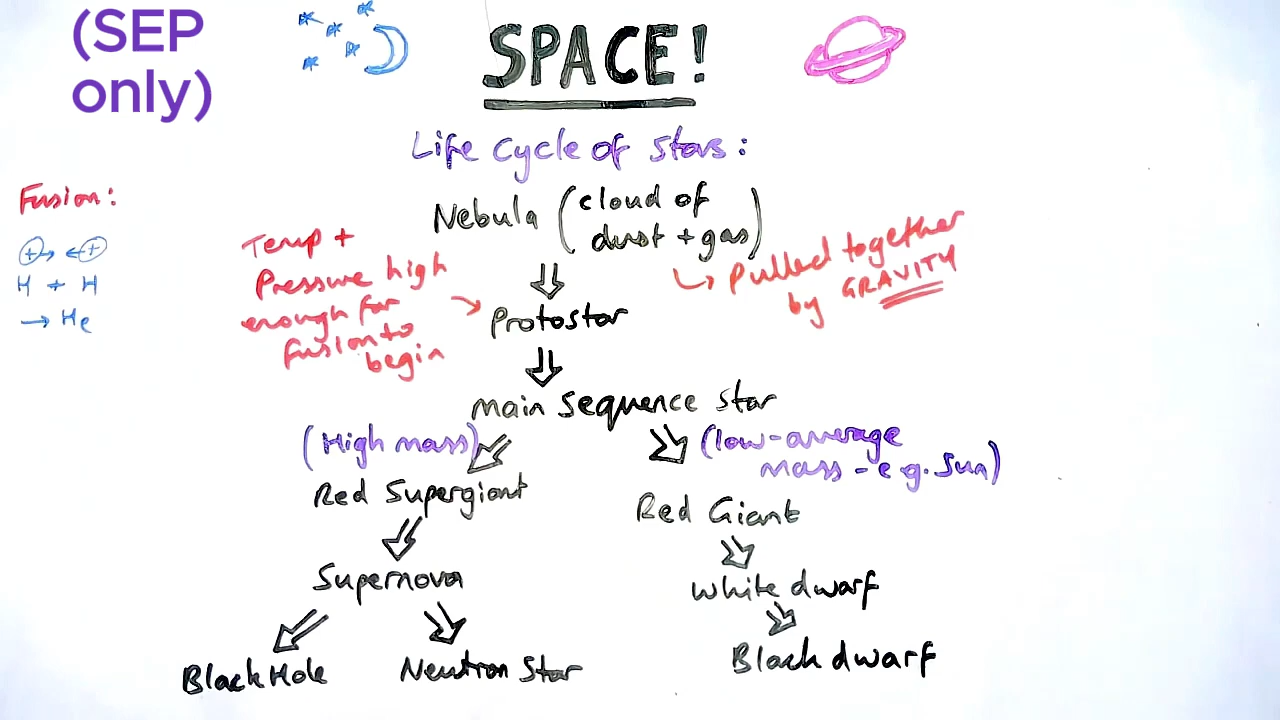 (SEP
only)
SPACE!
Life Cycle of Stars:
Fusion:
+ +
H + H
→ He
Nebula (cloud of
dust + gas)
↳ Pulled together
by GRAVITY
Temp +
Pressure high
enough for
fusion to
begin
Protostar
Main Sequence Star
(High mass)
(low-average
mass - e.g. Sun)
Red Supergiant
Red Giant
Supernova
White dwarf
Black Hole
Neutron Star
Black dwarf